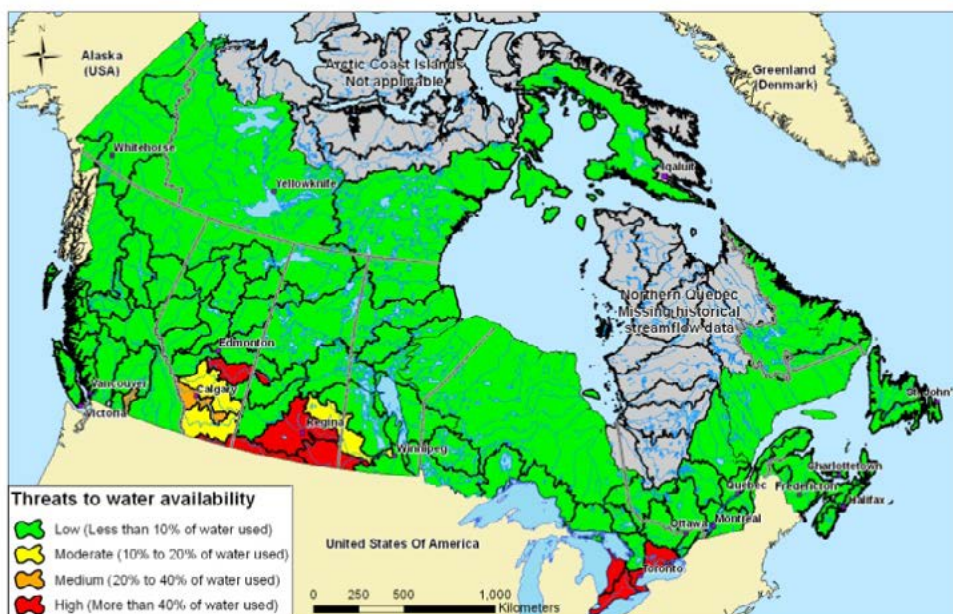 Alaska
(USA)
Arctic Coast Islands
Not applicable
Greenland
(Denmark)
Whitehorse
Iqaluit
Yellowknife
Northern Quebec
Missing historical
streamflow data
Edmonton
Calgary
Vancouver
Victoria
Regina
Winnipeg
St. John'
Charlottetown
Quebec
Fredericton
Halifax
Montreal
Ottawa
Toronto
United States Of America
Threats to water availability
Low (Less than 10% of water used)
Moderate (10% to 20% of water used)
Medium (20% to 40% of water used)
High (More than 40% of water used)
0 250 500 1,000
Kilometers